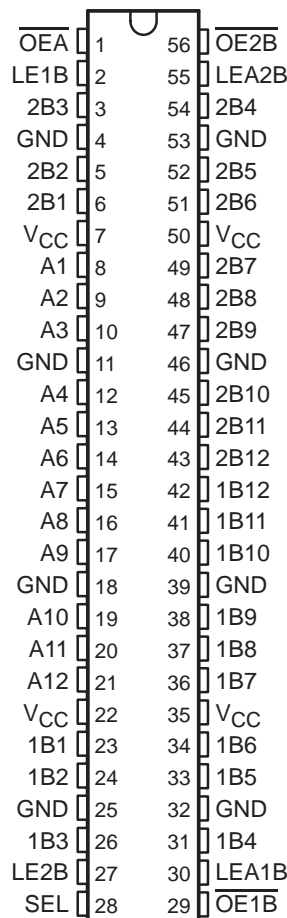 OEA 1 56 OE2B
LE1B 2 55 LEA2B
2B3 3 54 2B4
GND 4 53 GND
2B2 5 52 2B5
2B1 6 51 2B6
VCC 7 50 VCC
A1 8 49 2B7
A2 9 48 2B8
A3 10 47 2B9
GND 11 46 GND
A4 12 45 2B10
A5 13 44 2B11
A6 14 43 2B12
A7 15 42 1B12
A8 16 41 1B11
A9 17 40 1B10
GND 18 39 GND
A10 19 38 1B9
A11 20 37 1B8
A12 21 36 1B7
VCC 22 35 VCC
1B1 23 34 1B6
1B2 24 33 1B5
GND 25 32 GND
1B3 26 31 1B4
LE2B 27 30 LEA1B
SEL 28 29 OE1B